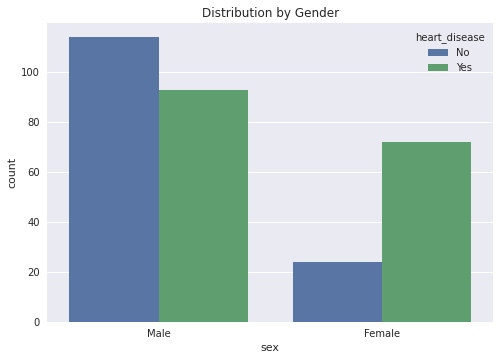 Distribution by Gender
heart_disease
No
Yes
count
100
80
60
40
20
0
Male
Female
sex